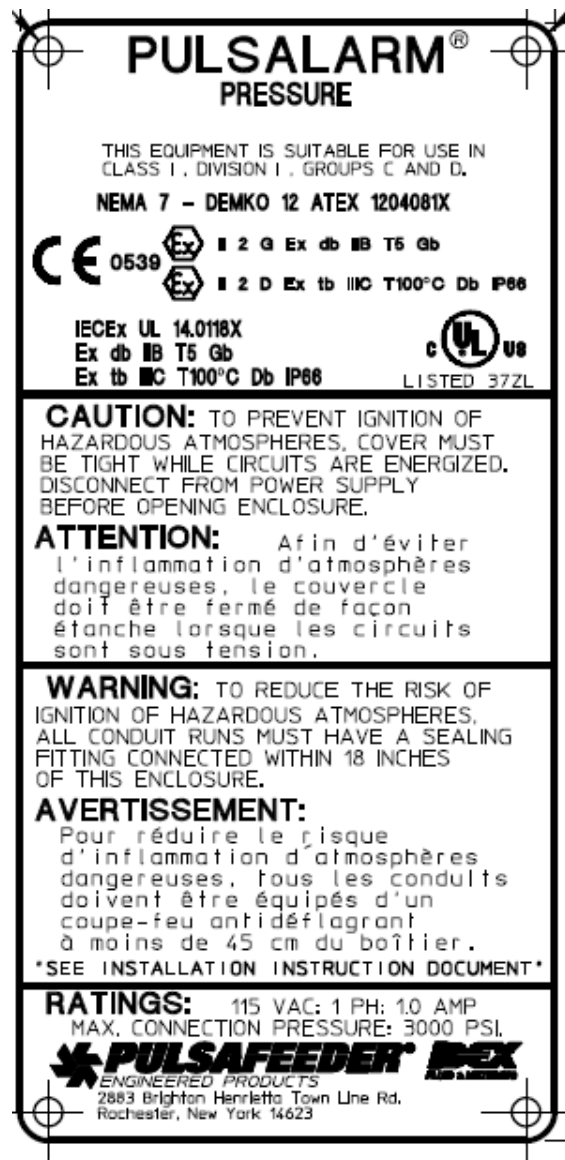 PULSALARM®
PRESSURE
THIS EQUIPMENT IS SUITABLE FOR USE IN
CLASS I, DIVISION I, GROUPS C AND D.
NEMA 7 - DEMKO 12 ATEX 1204081X
CE 0539 Ex II 2 G Ex db IIB T5 Gb
Ex II 2 D Ex tb IIIC T100°C Db IP66
IECEx UL 14.0118X
Ex db IIB T5 Gb
Ex tb IIIC T100°C Db IP66
C UL US
LISTED 37ZL
CAUTION: TO PREVENT IGNITION OF
HAZARDOUS ATMOSPHERES, COVER MUST
BE TIGHT WHILE CIRCUITS ARE ENERGIZED.
DISCONNECT FROM POWER SUPPLY
BEFORE OPENING ENCLOSURE.
ATTENTION: Afin d'éviter
l'inflammation d'atmosphères
dangereuses, le couvercle
doit être fermé de façon
étanche lorsque les circuits
sont sous tension.
WARNING: TO REDUCE THE RISK OF
IGNITION OF HAZARDOUS ATMOSPHERES,
ALL CONDUIT RUNS MUST HAVE A SEALING
FITTING CONNECTED WITHIN 18 INCHES
OF THIS ENCLOSURE.
AVERTISSEMENT:
Pour réduire le risque
d'inflammation d'atmosphères
dangereuses, tous les conduits
doivent être équipés d'un
coupe-feu antidéflagrant
à moins de 45 cm du boîtier.
"SEE INSTALLATION INSTRUCTION DOCUMENT"
RATINGS: 115 VAC: 1 PH: 1.0 AMP
MAX. CONNECTION PRESSURE: 3000 PSI.
PULSAFEEDER® IDEX
ENGINEERED PRODUCTS
2883 Brighton Henrietta Town Line Rd.
Rochester, New York 14623